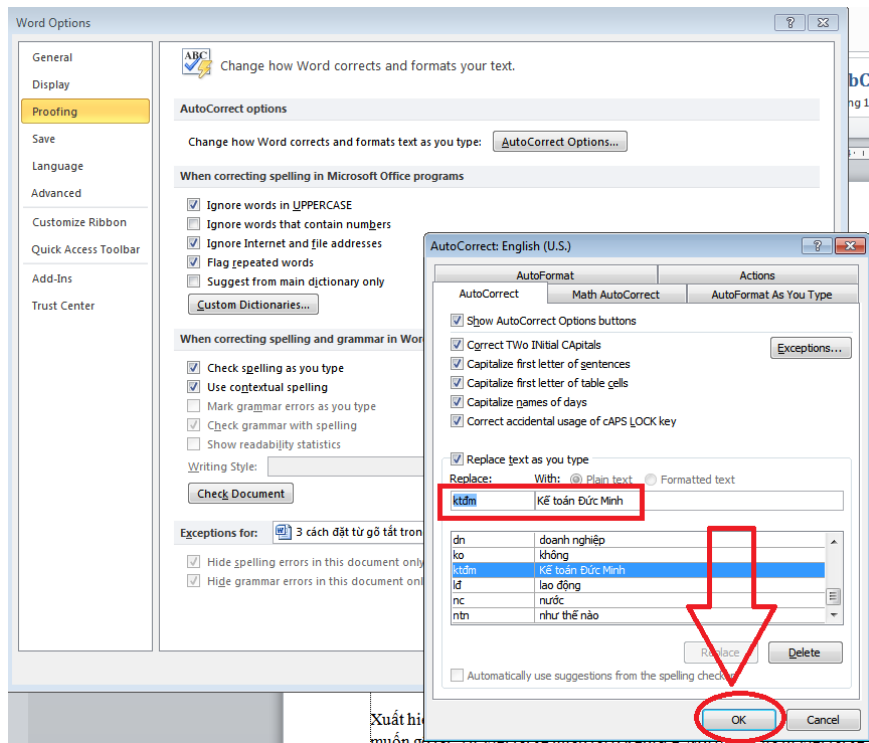 Word Options
General
Display
Proofing
Save
Language
Advanced
Customize Ribbon
Quick Access Toolbar
Add-Ins
Trust Center
ABC
Change how Word corrects and formats your text.
AutoCorrect options
Change how Word corrects and formats text as you type: AutoCorrect Options...
When correcting spelling in Microsoft Office programs
Ignore words in UPPERCASE
Ignore words that contain numbers
Ignore Internet and file addresses
Flag repeated words
Suggest from main dictionary only
Custom Dictionaries...
When correcting spelling and grammar in Wor
Check spelling as you type
Use contextual spelling
Mark grammar errors as you type
Check grammar with spelling
Show readability statistics
Writing Style:
Check Document
Exceptions for: 3 cách đặt từ gõ tắt tron
Hide spelling errors in this document only
Hide grammar errors in this document onl
AutoCorrect: English (U.S.)
AutoFormat Actions
AutoCorrect Math AutoCorrect AutoFormat As You Type
Show AutoCorrect Options buttons
Correct TWo INitial CApitals
Exceptions...
Capitalize first letter of sentences
Capitalize first letter of table cells
Capitalize names of days
Correct accidental usage of cAPS LOCK key
Replace text as you type
Replace: With: Plain text Formatted text
ktđm Kế toán Đức Minh
dn doanh nghiệp
ko không
ktđm Kế toán Đức Minh
lđ lao động
nc nước
ntn như thế nào
Replace Delete
Automatically use suggestions from the spelling checker
OK Cancel
bC
ng 1
Xuất hiệ